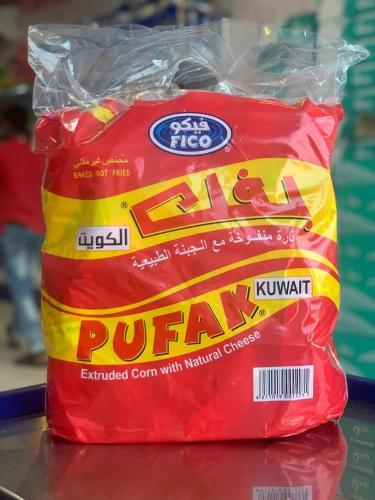 فيكو
FICO
®
محمص غير مقلي
BAKED NOT FRIED
بفك
®
الكويت
ذرة منفوخة مع الجبنة الطبيعية
KUWAIT
PUFAK
®
Extruded Corn with Natural Cheese